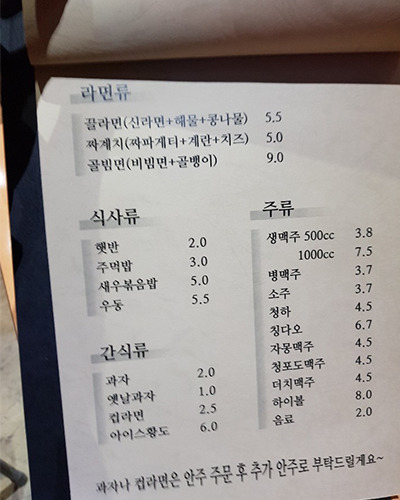 라면류
끌라면(신라면+해물+콩나물) 5.5
짜계치(짜파게티+계란+치즈) 5.0
골빔면(비빔면+골뱅이) 9.0
식사류
햇반 2.0
주먹밥 3.0
새우볶음밥 5.0
우동 5.5
간식류
과자 2.0
옛날과자 1.0
컵라면 2.5
아이스황도 6.0
주류
생맥주 500cc 3.8
1000cc 7.5
병맥주 3.7
소주 3.7
청하 4.5
칭다오 6.7
자몽맥주 4.5
청포도맥주 4.5
더치맥주 4.5
하이볼 8.0
음료 2.0
과자나 컵라면은 안주 주문 후 추가 안주로 부탁드릴게요~